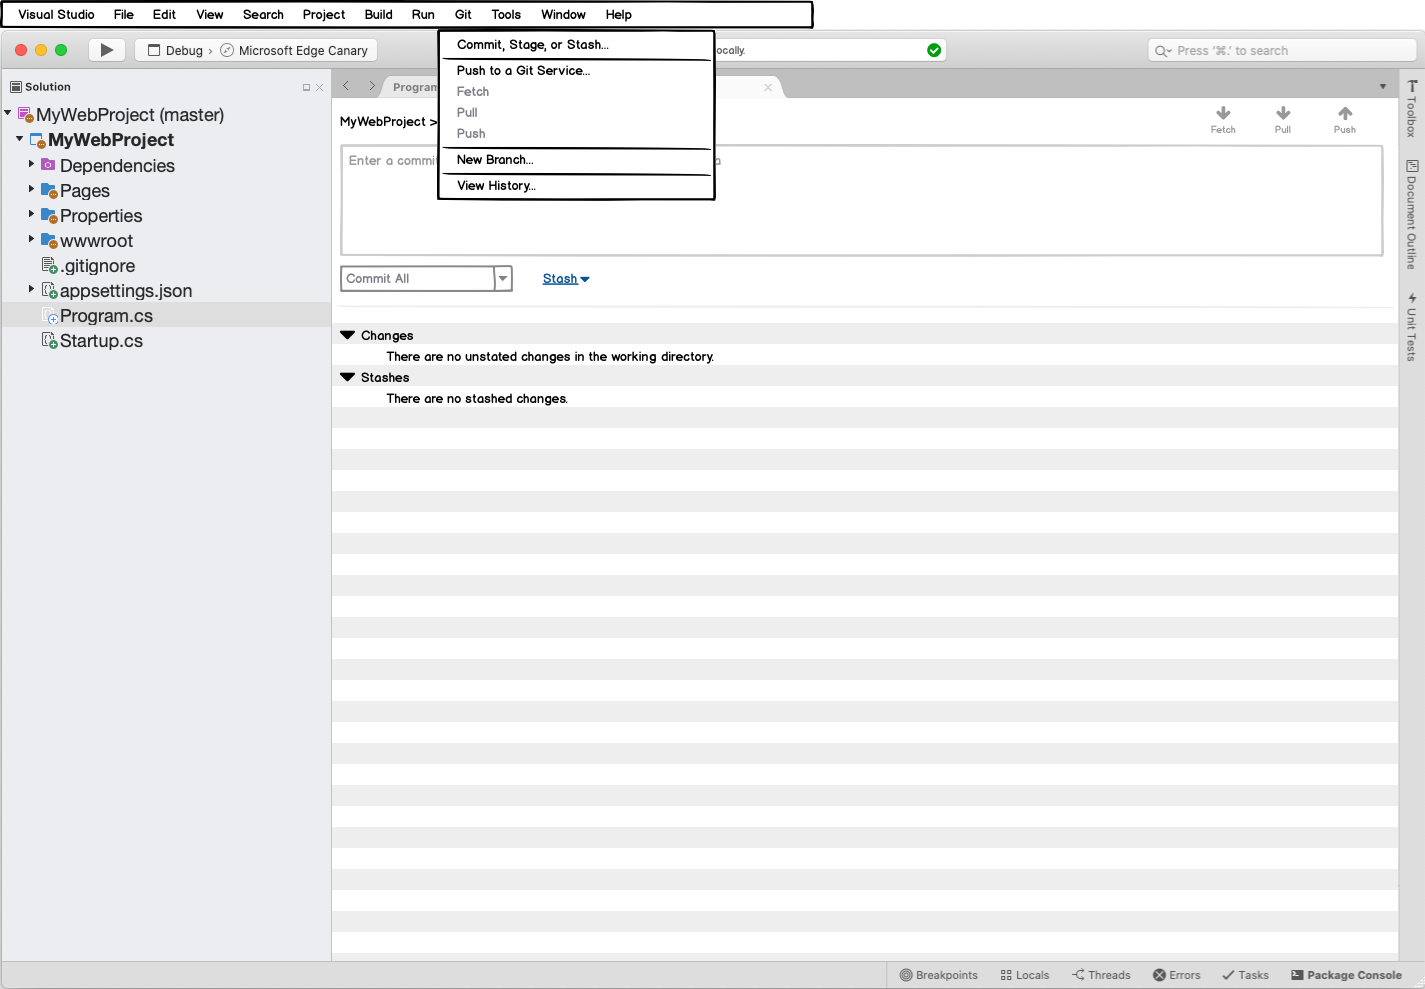 Visual Studio File Edit View Search Project Build Run Git Tools Window Help
Debug › Microsoft Edge Canary
ocally.
Press ‘⌘.’ to search
Commit, Stage, or Stash...
Push to a Git Service...
Fetch
Pull
Push
New Branch...
View History...
Solution
MyWebProject (master)
MyWebProject
Dependencies
Pages
Properties
wwwroot
.gitignore
appsettings.json
Program.cs
Startup.cs
Program
MyWebProject >
Fetch Pull Push
Enter a commit
Commit All
Stash
Changes
There are no unstated changes in the working directory.
Stashes
There are no stashed changes.
Toolbox
Document Outline
Unit Tests
Breakpoints Locals Threads Errors Tasks Package Console